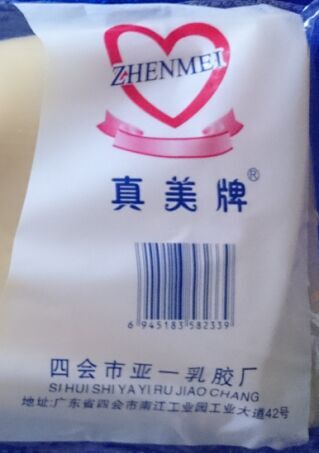 ZHENMEI
真美牌®
6 945183 582339
四会市亚一乳胶厂
SI HUI SHI YA YI RU JIAO CHANG
地址:广东省四会市南江工业园工业大道42号